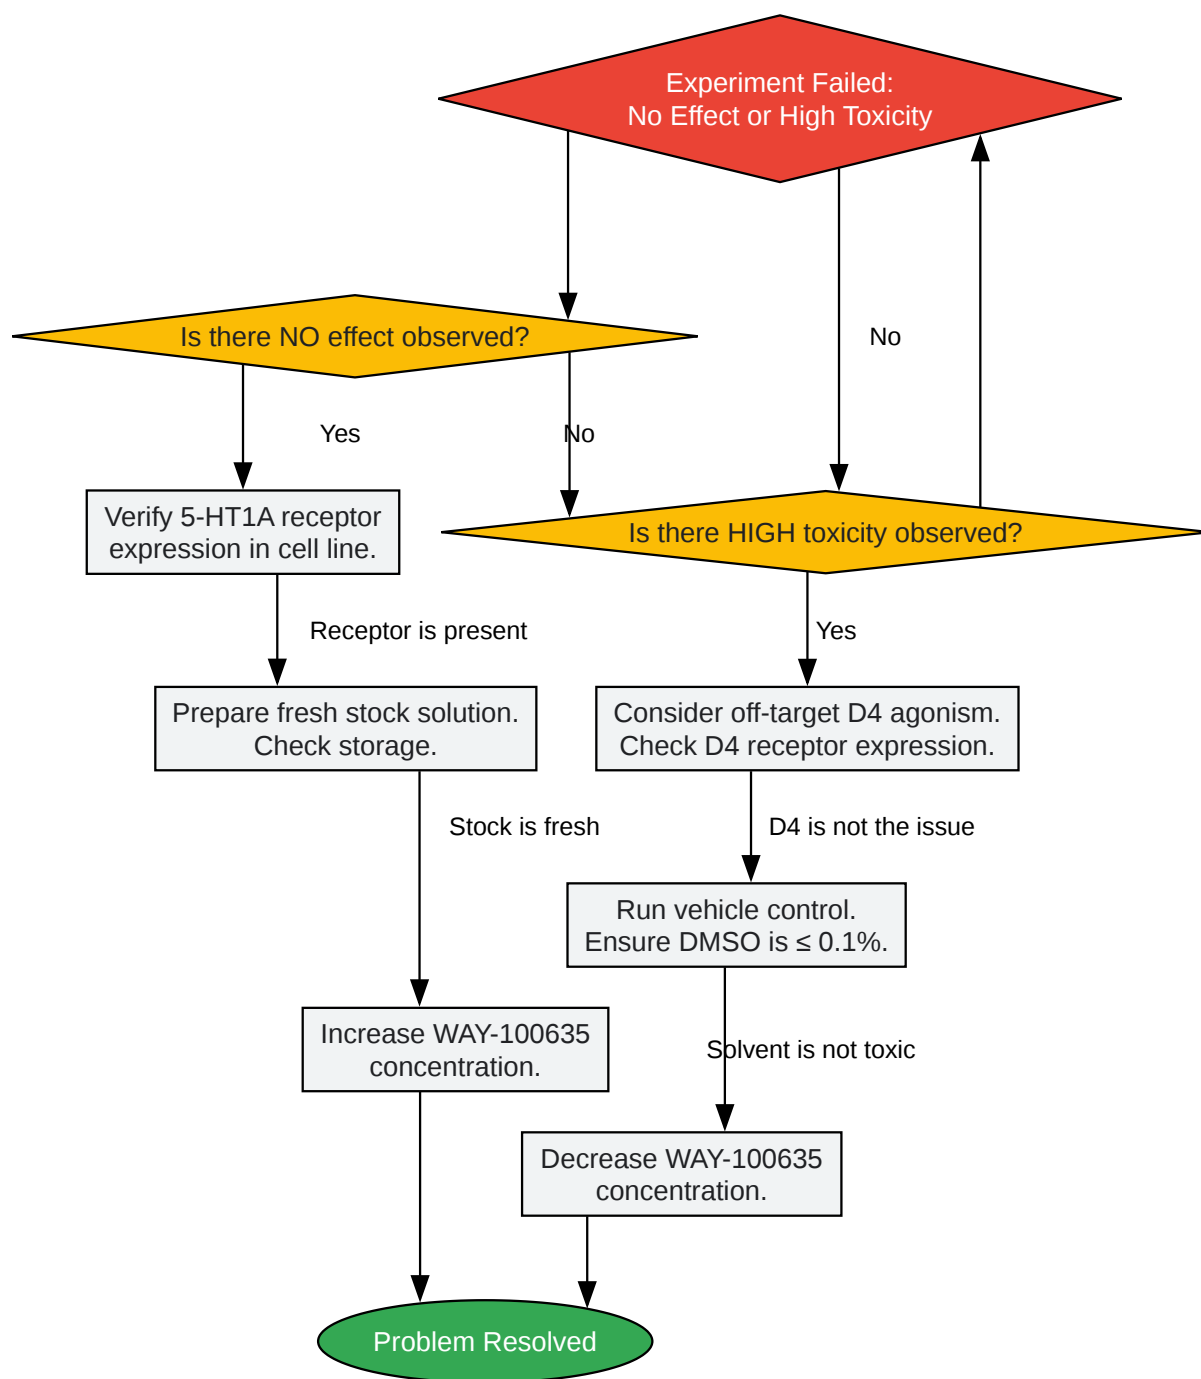 Experiment Failed:
No Effect or High Toxicity
Is there NO effect observed?
No
Yes
No
Verify 5-HT1A receptor
expression in cell line.
Is there HIGH toxicity observed?
Receptor is present
Yes
Prepare fresh stock solution.
Check storage.
Consider off-target D4 agonism.
Check D4 receptor expression.
Stock is fresh
D4 is not the issue
Run vehicle control.
Ensure DMSO is ≤ 0.1%.
Increase WAY-100635
concentration.
Solvent is not toxic
Decrease WAY-100635
concentration.
Problem Resolved